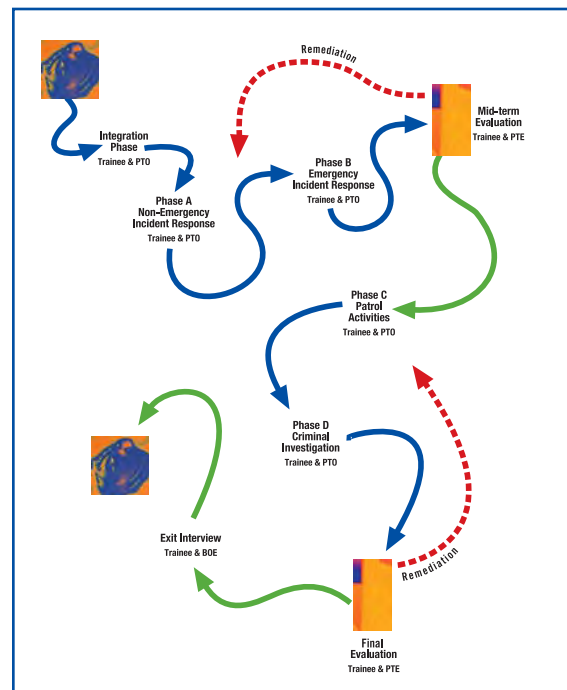 Remediation
Integration
Phase
Trainee & PTO
Mid-term
Evaluation
Trainee & PTE
Phase A
Non-Emergency
Incident Response
Trainee & PTO
Phase B
Emergency
Incident Response
Trainee & PTO
Phase C
Patrol
Activities
Trainee & PTO
Phase D
Criminal
Investigation
Trainee & PTO
Exit Interview
Trainee & BOE
Remediation
Final
Evaluation
Trainee & PTE